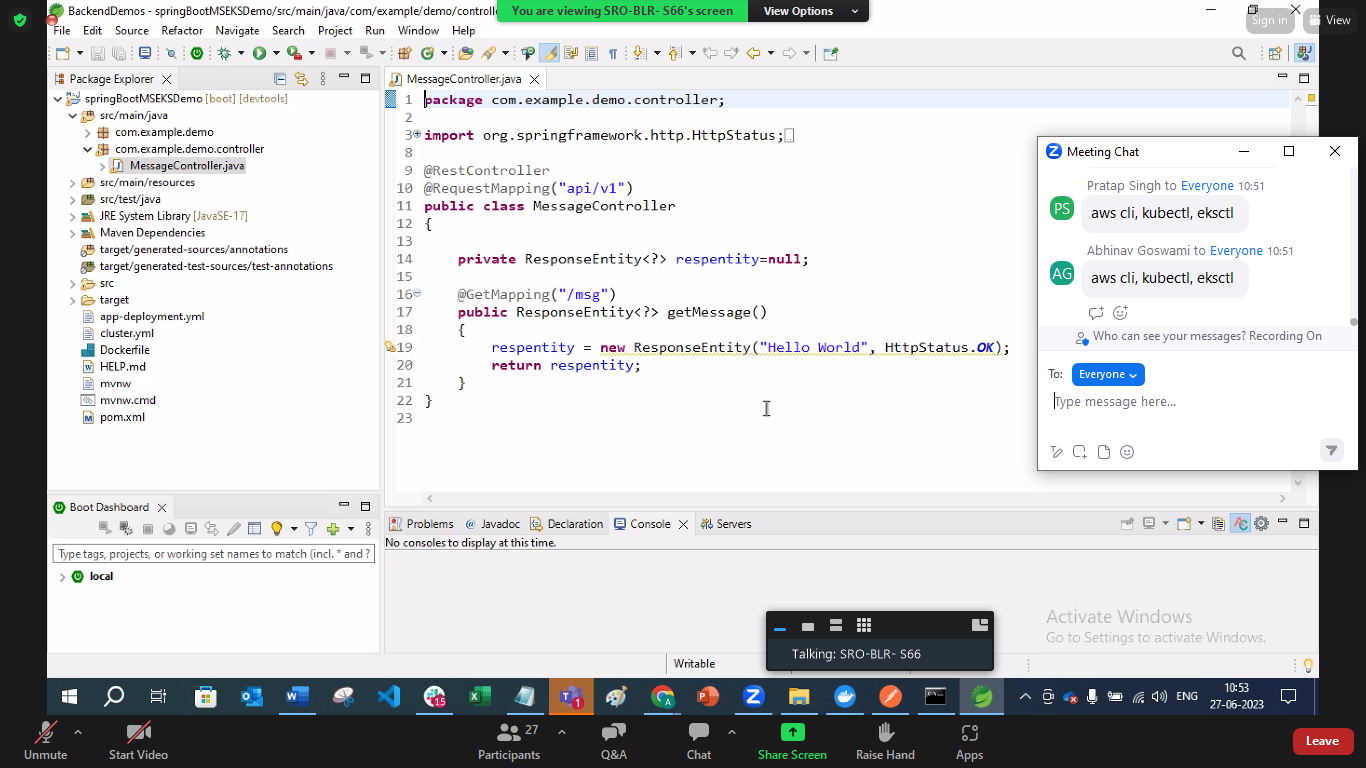 BackendDemos - springBootMSEKSDemo/src/main/java/com/example/demo/controlle
You are viewing SRO-BLR- S66's screen
View Options
Sign in
View
File Edit Source Refactor Navigate Search Project Run Window Help
Package Explorer
springBootMSEKSDemo [boot] [devtools]
src/main/java
com.example.demo
com.example.demo.controller
MessageController.java
src/main/resources
src/test/java
JRE System Library [JavaSE-17]
Maven Dependencies
target/generated-sources/annotations
target/generated-test-sources/test-annotations
src
target
app-deployment.yml
cluster.yml
Dockerfile
HELP.md
mvnw
mvnw.cmd
pom.xml
MessageController.java
1 package com.example.demo.controller;
2
3 import org.springframework.http.HttpStatus;
8
9 @RestController
10 @RequestMapping("api/v1")
11 public class MessageController
12 {
13
14 private ResponseEntity<?> respentity=null;
15
16 @GetMapping("/msg")
17 public ResponseEntity<?> getMessage()
18 {
19 respentity = new ResponseEntity("Hello World", HttpStatus.OK);
20 return respentity;
21 }
22 }
23
Meeting Chat
Pratap Singh to Everyone 10:51
PS
aws cli, kubectl, eksctl
Abhinav Goswami to Everyone 10:51
AG
aws cli, kubectl, eksctl
Who can see your messages? Recording On
To: Everyone
Type message here...
Boot Dashboard
Type tags, projects, or working set names to match (incl. * and ?
local
Problems Javadoc Declaration Console Servers
No consoles to display at this time.
Activate Windows
Go to Settings to activate Windows.
Talking: SRO-BLR- S66
Writable
15
1
ENG
10:53
27-06-2023
Unmute
Start Video
27
Participants
Q&A
Chat
Share Screen
Raise Hand
Apps
Leave